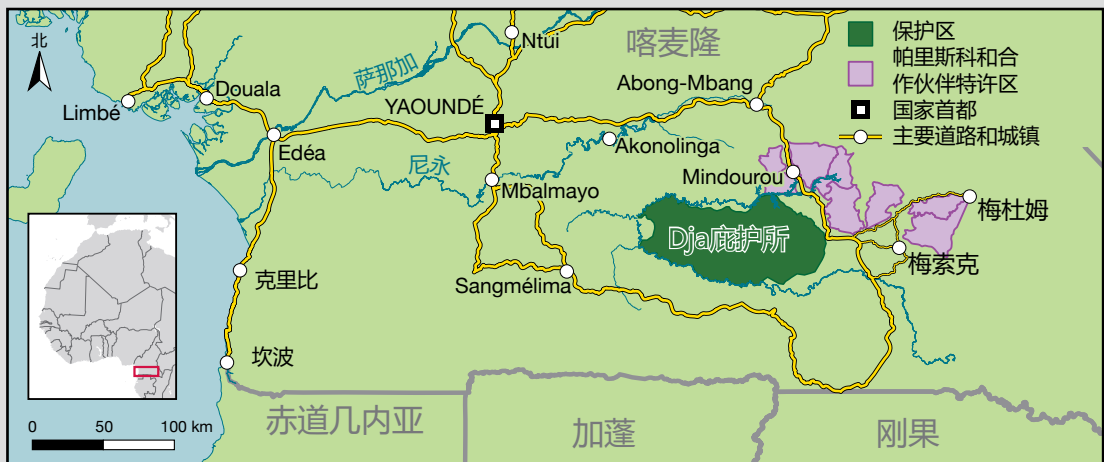 北
萨那加
Ntui
喀麦隆
Limbé
Douala
YAOUNDÉ
Abong-Mbang
Edéa
Akonolinga
尼永
Mbalmayo
Mindourou
Dja庇护所
梅杜姆
梅索克
克里比
Sangmélima
坎波
赤道几内亚
加蓬
刚果
0 50 100 km
保护区
帕里斯科和合
作伙伴特许区
国家首都
主要道路和城镇